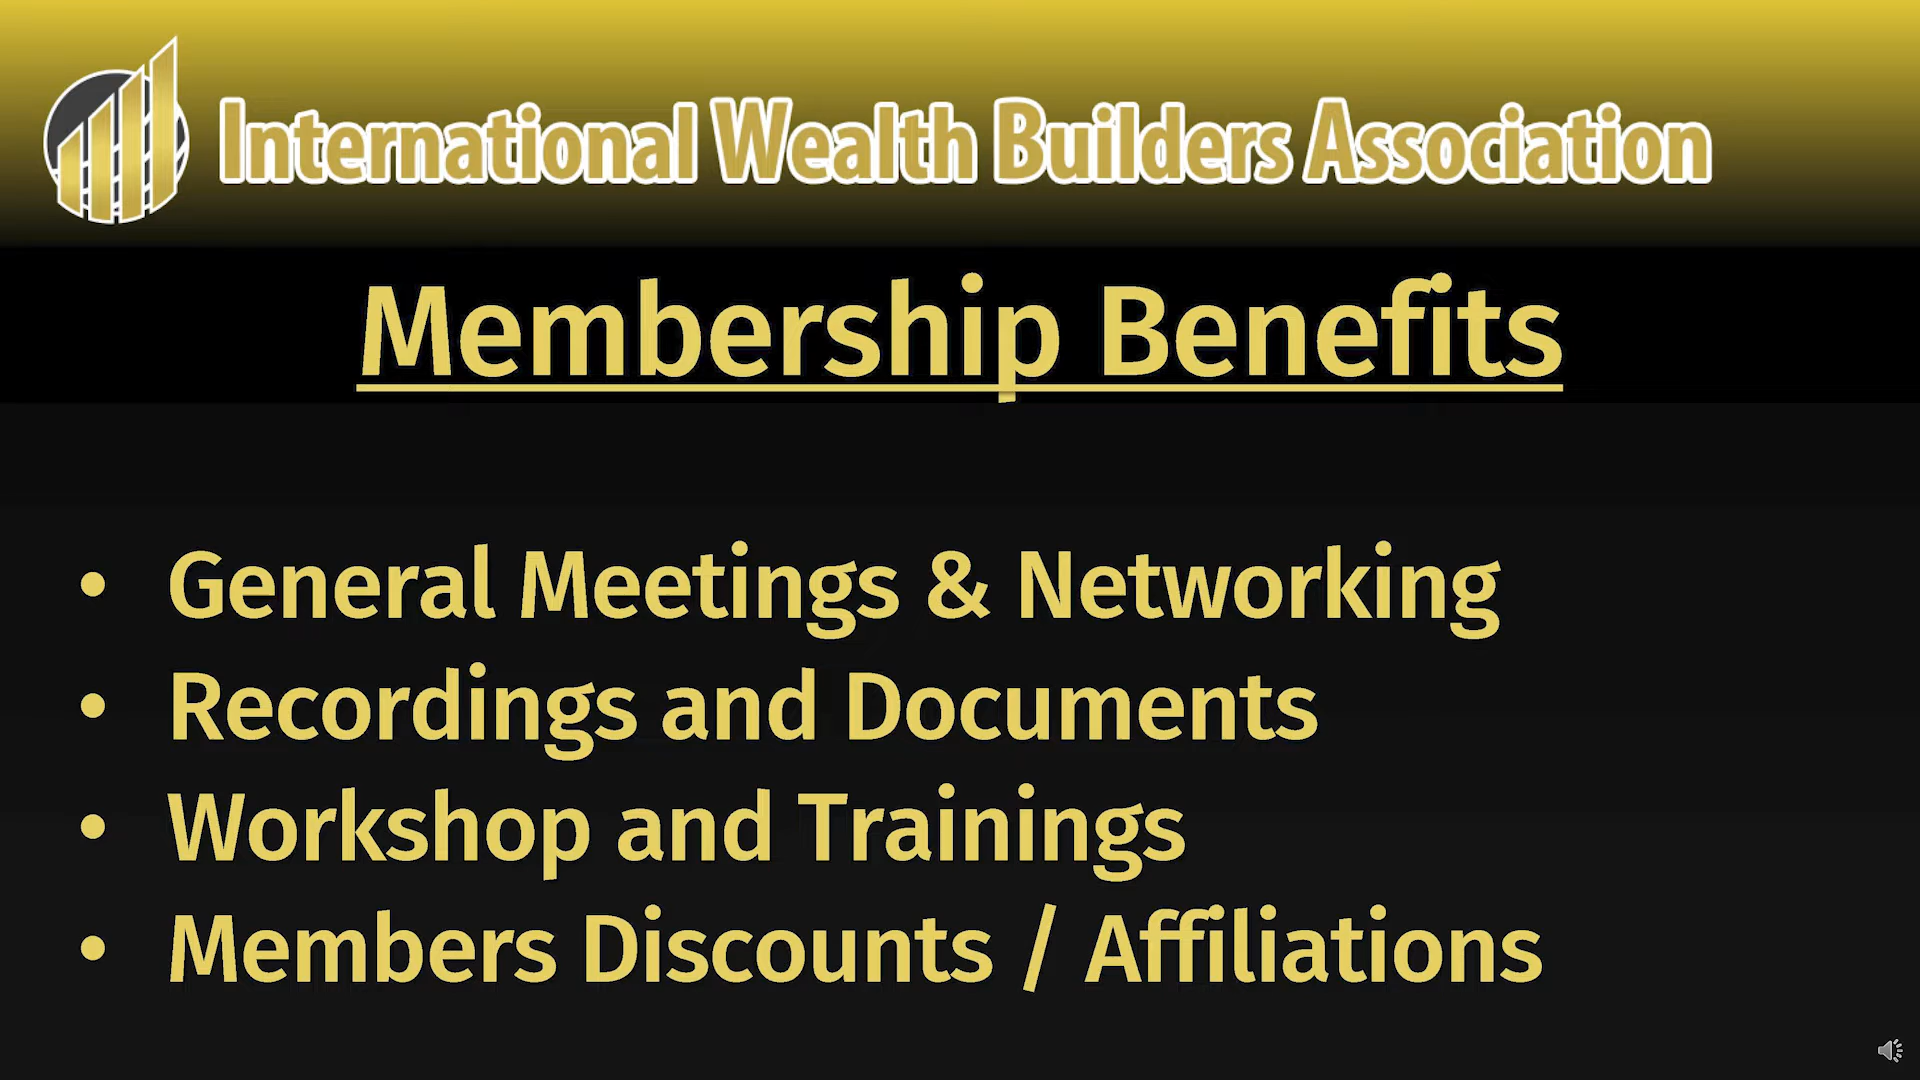 International Wealth Builders Association
Membership Benefits
• General Meetings & Networking
• Recordings and Documents
• Workshop and Trainings
• Members Discounts / Affiliations